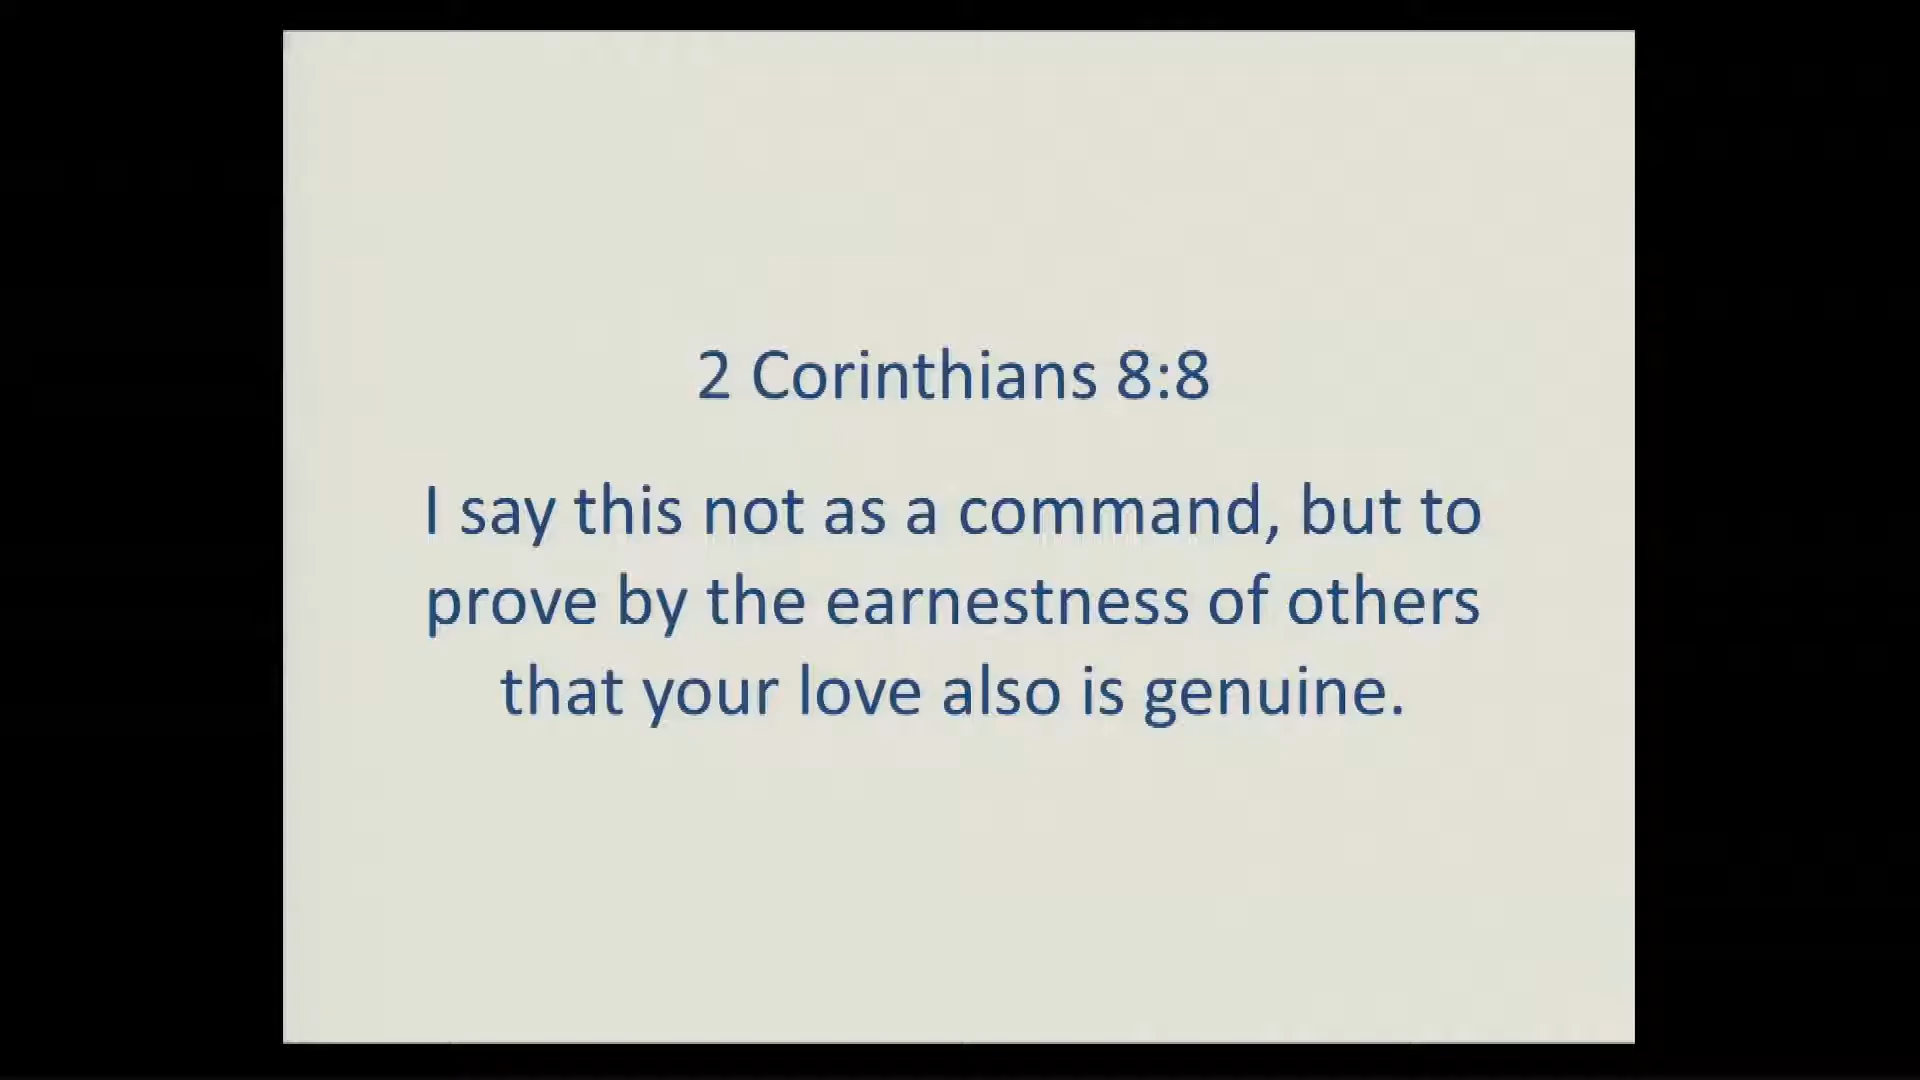 2 Corinthians 8:8
I say this not as a command, but to
prove by the earnestness of others
that your love also is genuine.